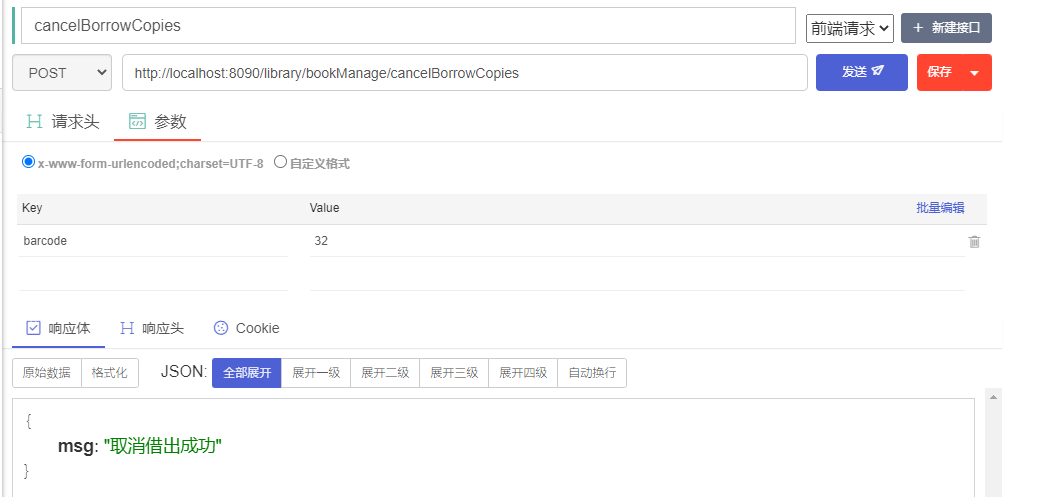 cancelBorrowCopies 前端请求 + 新建接口
POST http://localhost:8090/library/bookManage/cancelBorrowCopies 发送 保存
请求头 参数
x-www-form-urlencoded;charset=UTF-8 自定义格式
Key Value 批量编辑
barcode 32
响应体 响应头 Cookie
原始数据 格式化 JSON: 全部展开 展开一级 展开二级 展开三级 展开四级 自动换行
{
msg: "取消借出成功"
}